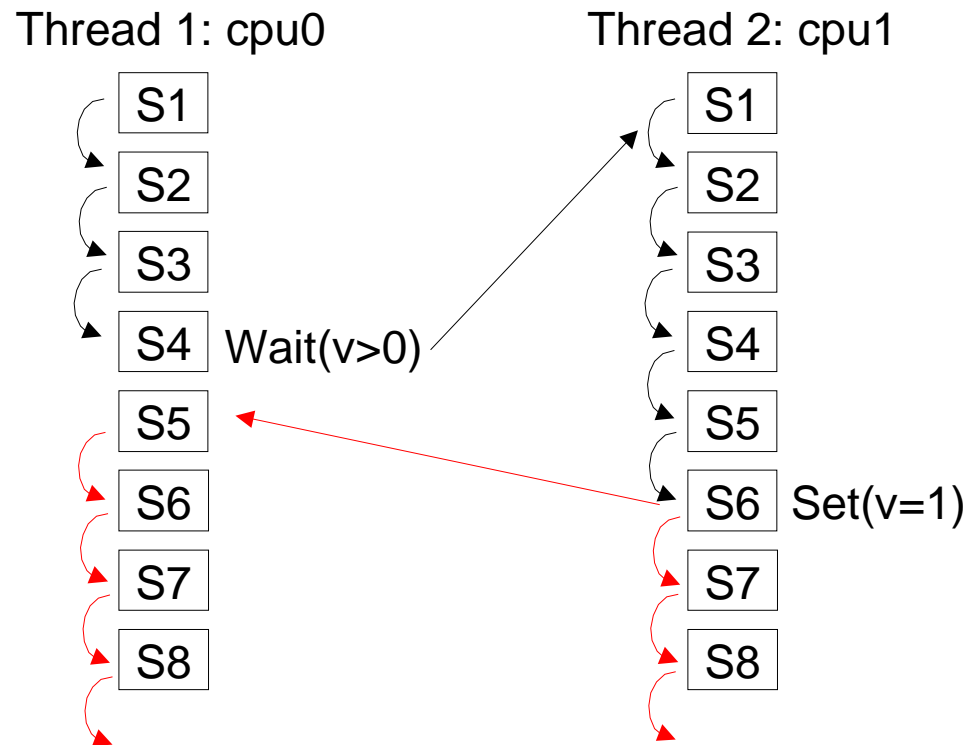 Thread 1: cpu0
S1
S2
S3
S4 Wait(v>0)
S5
S6
S7
S8
Thread 2: cpu1
S1
S2
S3
S4
S5
S6 Set(v=1)
S7
S8